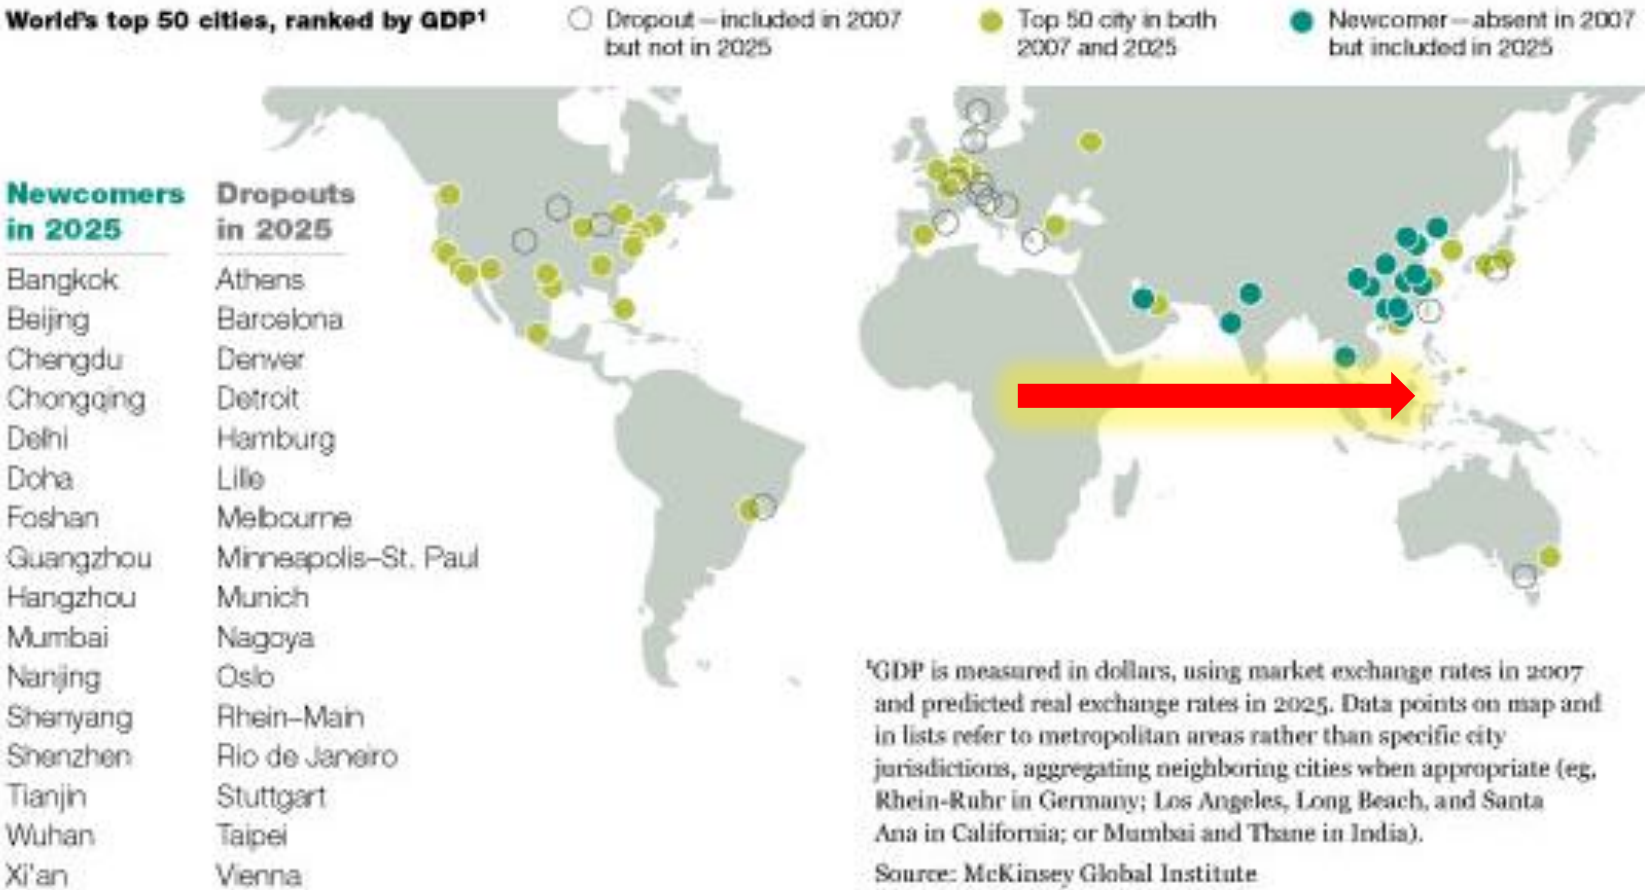 World's top 50 cities, ranked by GDP¹
Dropout—included in 2007
but not in 2025
Top 50 city in both
2007 and 2025
Newcomer—absent in 2007
but included in 2025
Newcomers
in 2025
Bangkok
Beijing
Chengdu
Chongqing
Delhi
Doha
Foshan
Guangzhou
Hangzhou
Mumbai
Nanjing
Shenyang
Shenzhen
Tianjin
Wuhan
Xi'an
Dropouts
in 2025
Athens
Barcelona
Denver
Detroit
Hamburg
Lille
Melbourne
Minneapolis–St. Paul
Munich
Nagoya
Oslo
Rhein–Main
Rio de Janeiro
Stuttgart
Taipei
Vienna
¹GDP is measured in dollars, using market exchange rates in 2007
and predicted real exchange rates in 2025. Data points on map and
in lists refer to metropolitan areas rather than specific city
jurisdictions, aggregating neighboring cities when appropriate (eg,
Rhein-Ruhr in Germany; Los Angeles, Long Beach, and Santa
Ana in California; or Mumbai and Thane in India).
Source: McKinsey Global Institute